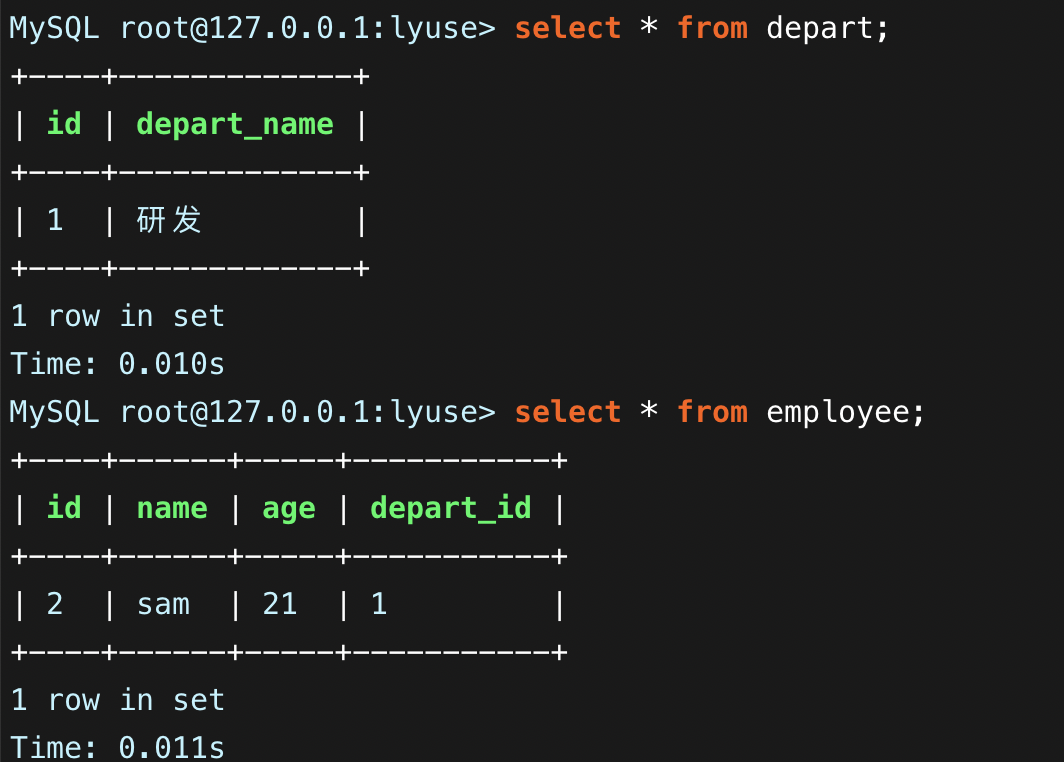 MySQL root@127.0.0.1:lyuse> select * from depart;
+----+-------------+
| id | depart_name |
+----+-------------+
| 1  | 研发        |
+----+-------------+
1 row in set
Time: 0.010s
MySQL root@127.0.0.1:lyuse> select * from employee;
+----+------+-----+-----------+
| id | name | age | depart_id |
+----+------+-----+-----------+
| 2  | sam  | 21  | 1         |
+----+------+-----+-----------+
1 row in set
Time: 0.011s